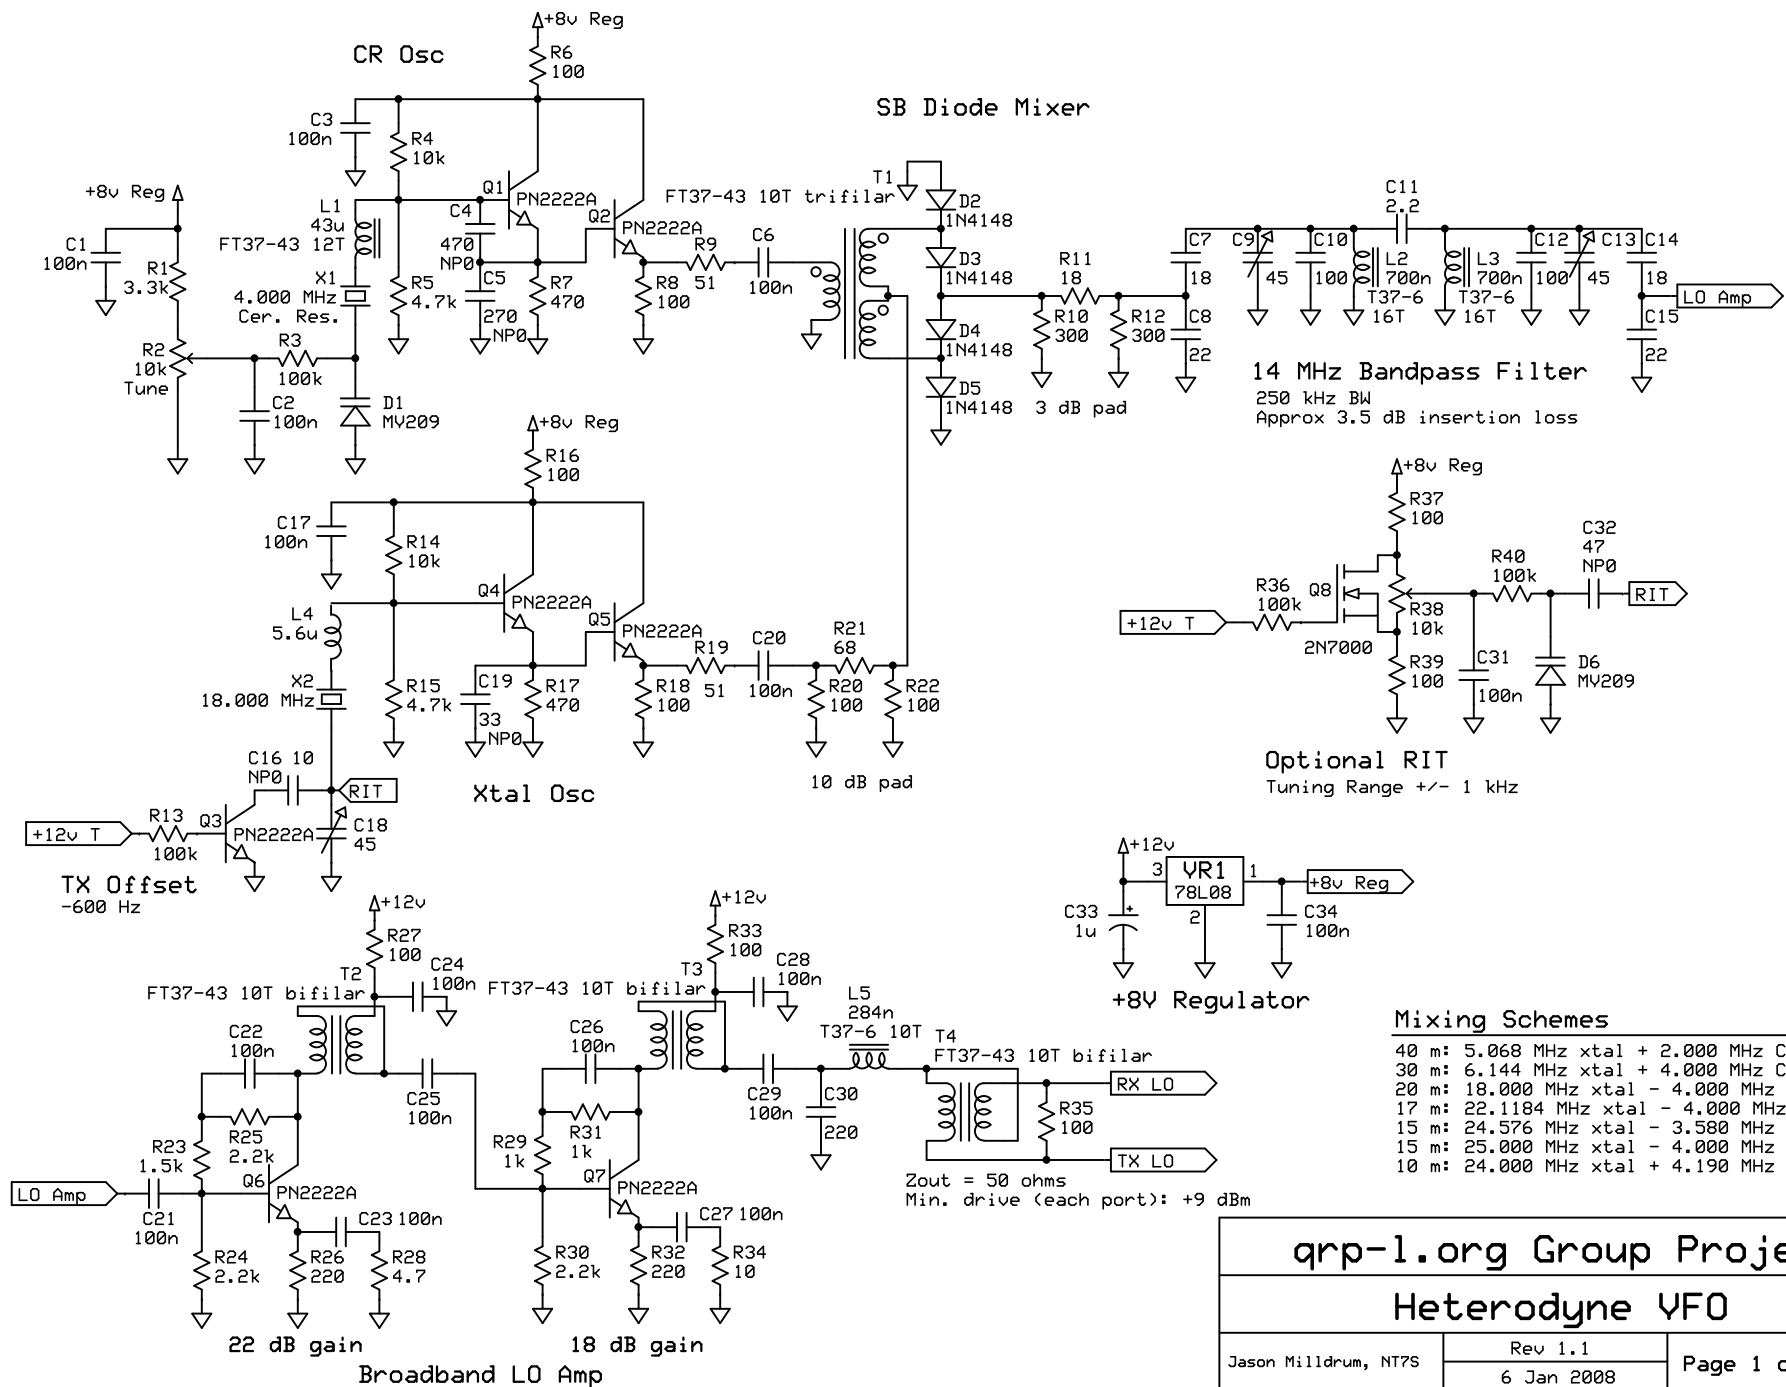 CR Osc
+8v Reg
R6
100
SB Diode Mixer
C3
100n
R4
10k
+8v Reg
C1
100n
R1
3.3k
R2
10k
Tune
L1
43u
FT37-43 12T
X1
4.000 MHz
Cer. Res.
R3
100k
C2
100n
D1
MV209
R5
4.7k
C4
470
NP0
C5
270
NP0
Q1
PN2222A
R7
470
Q2
PN2222A
R8
100
R9
51
C6
100n
T1
FT37-43 10T trifilar
D2
1N4148
D3
1N4148
D4
1N4148
D5
1N4148
R11
18
R10
300
R12
300
3 dB pad
C7
18
C8
22
C9
45
C10
100
L2
700n
T37-6
16T
C11
2.2
L3
700n
T37-6
16T
C12
100
C13
45
C14
18
C15
22
LO Amp
14 MHz Bandpass Filter
250 kHz BW
Approx 3.5 dB insertion loss
+8v Reg
R16
100
C17
100n
R14
10k
L4
5.6u
X2
18.000 MHz
R15
4.7k
Q4
PN2222A
C19
33
NP0
R17
470
Q5
PN2222A
R18
100
R19
51
C20
100n
R21
68
R20
100
R22
100
10 dB pad
Xtal Osc
C16 10
NP0
RIT
+12v T
R13
100k
Q3
PN2222A
C18
45
TX Offset
-600 Hz
+8v Reg
R37
100
+12v T
R36
100k
Q8
2N7000
R38
10k
R39
100
R40
100k
C31
100n
D6
MV209
C32
47
NP0
RIT
Optional RIT
Tuning Range +/- 1 kHz
+12v
3
VR1
78L08
1
2
+8v Reg
C33
+
1u
C34
100n
+8V Regulator
+12v
R27
100
C24
100n
T2
FT37-43 10T bifilar
C22
100n
R25
2.2k
R23
1.5k
LO Amp
C21
100n
R24
2.2k
Q6
PN2222A
R26
220
C23 100n
R28
4.7
C25
100n
22 dB gain
+12v
R33
100
C28
100n
T3
FT37-43 10T bifilar
C26
100n
R31
1k
R29
1k
R30
2.2k
Q7
PN2222A
R32
220
C27 100n
R34
10
18 dB gain
Broadband LO Amp
C29
100n
C30
220
L5
284n
T37-6 10T
T4
FT37-43 10T bifilar
R35
100
RX LO
TX LO
Zout = 50 ohms
Min. drive (each port): +9 dBm
Mixing Schemes
40 m: 5.068 MHz xtal + 2.000 MHz C
30 m: 6.144 MHz xtal + 4.000 MHz C
20 m: 18.000 MHz xtal - 4.000 MHz
17 m: 22.1184 MHz xtal - 4.000 MHz
15 m: 24.576 MHz xtal - 3.580 MHz
15 m: 25.000 MHz xtal - 4.000 MHz
10 m: 24.000 MHz xtal + 4.190 MHz
qrp-l.org Group Proje
Heterodyne VFO
Jason Milldrum, NT7S
Rev 1.1
6 Jan 2008
Page 1 o